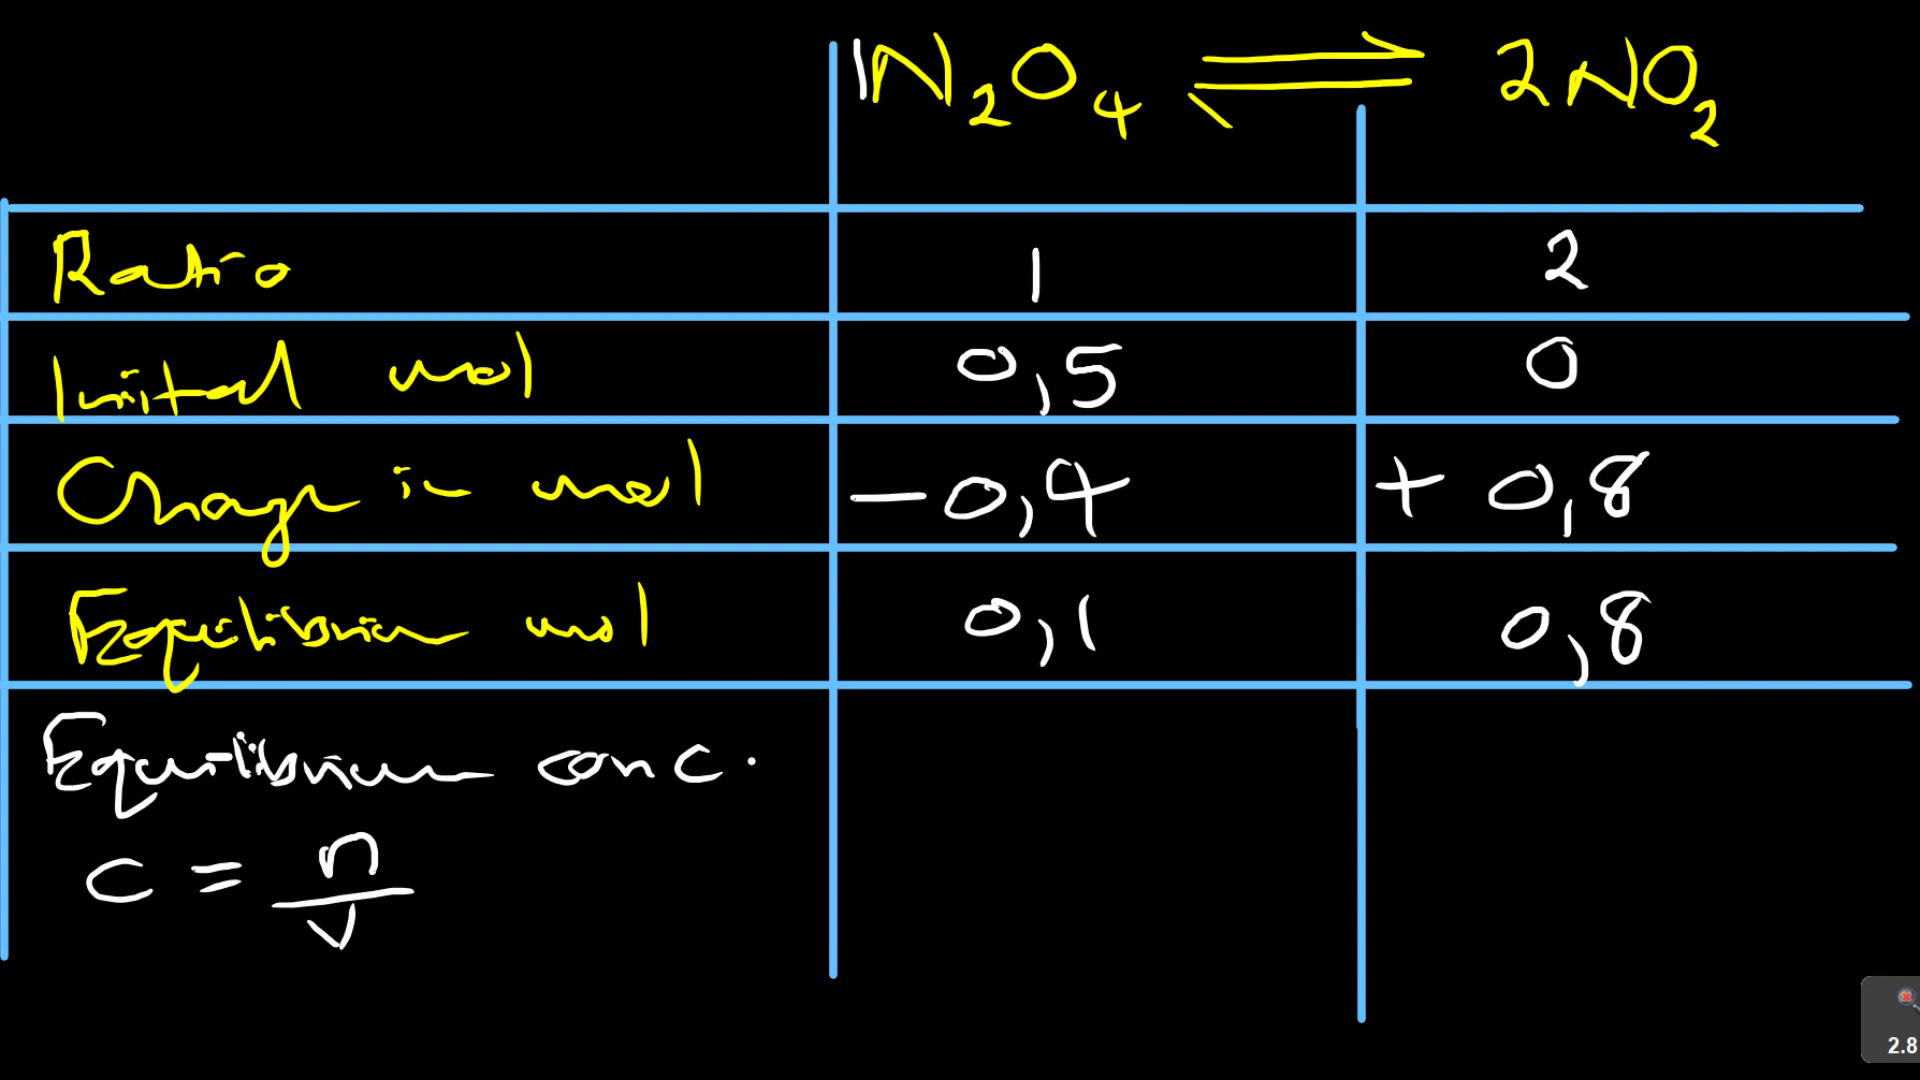 1N₂O₄ ⇌ 2NO₂
Ratio 1 2
Initial mol 0,5 0
Change in mol -0,4 + 0,8
Equilibrium mol 0,1 0,8
Equilibrium conc.
c = n/v
2.8